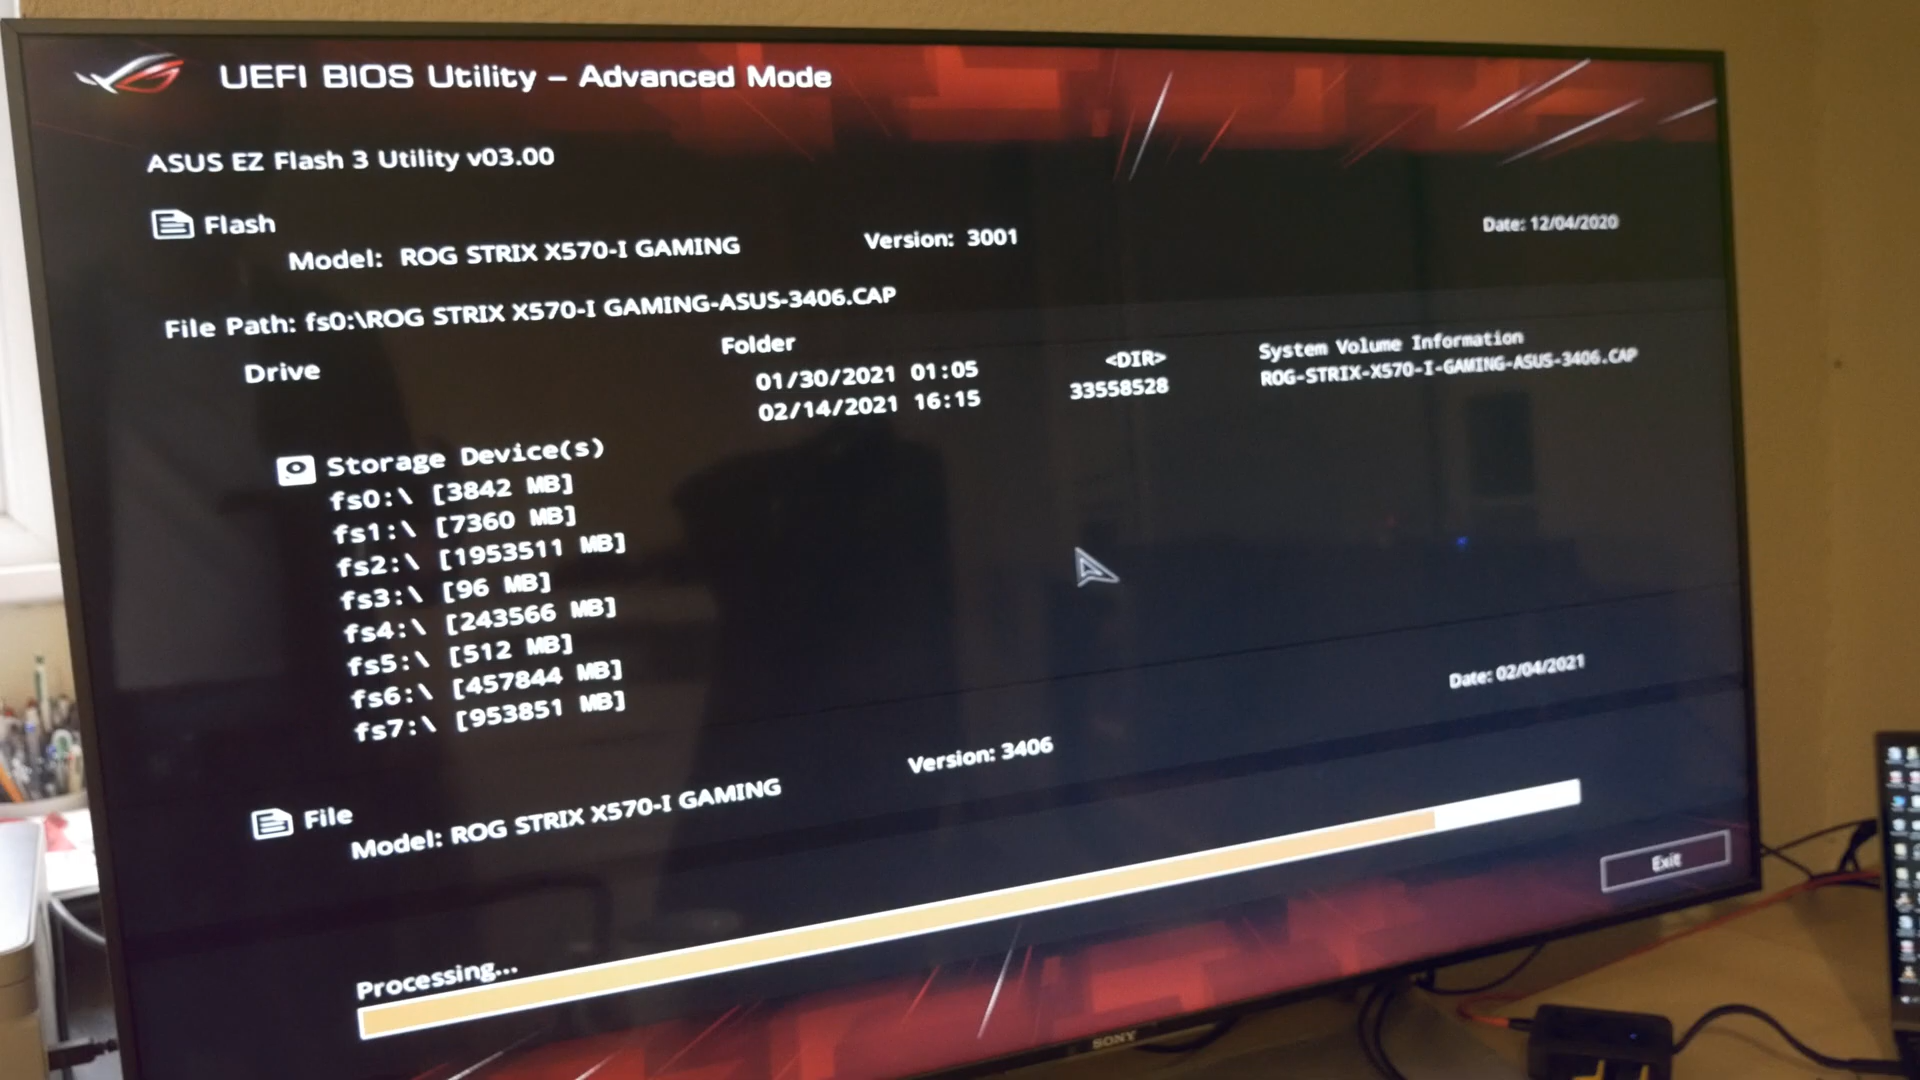 UEFI BIOS Utility – Advanced Mode
ASUS EZ Flash 3 Utility v03.00
Flash
Model: ROG STRIX X570-I GAMING Version: 3001 Date: 12/04/2020
File Path: fs0:\ROG STRIX X570-I GAMING-ASUS-3406.CAP
Drive Folder
01/30/2021 01:05 <DIR> System Volume Information
02/14/2021 16:15 33558528 ROG-STRIX-X570-I-GAMING-ASUS-3406.CAP
Storage Device(s)
fs0:\ [3842 MB]
fs1:\ [7360 MB]
fs2:\ [1953511 MB]
fs3:\ [96 MB]
fs4:\ [243566 MB]
fs5:\ [512 MB]
fs6:\ [457844 MB]
fs7:\ [953851 MB]
File
Model: ROG STRIX X570-I GAMING Version: 3406 Date: 02/04/2021
Exit
Processing...
SONY